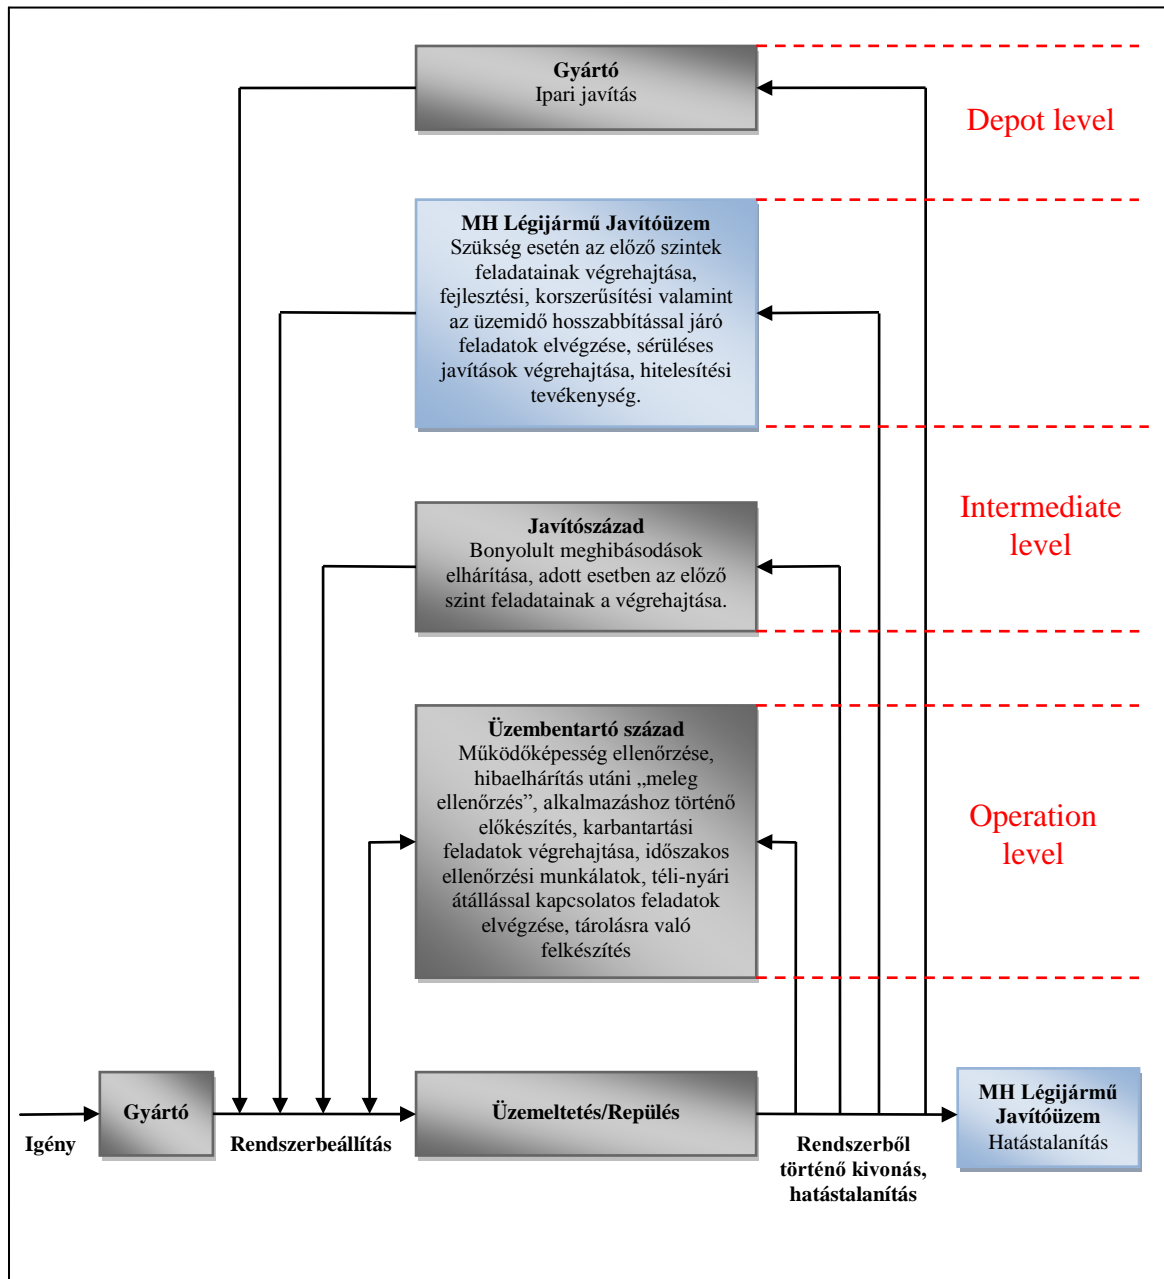 Gyártó
Ipari javítás
Depot level
MH Légijármű Javítóüzem
Szükség esetén az előző szintek
feladatainak végrehajtása,
fejlesztési, korszerűsítési valamint
az üzemidő hosszabbítással járó
feladatok elvégzése, sérüléses
javítások végrehajtása, hitelesítési
tevékenység.
Intermediate
level
Javítószázad
Bonyolult meghibásodások
elhárítása, adott esetben az előző
szint feladatainak a végrehajtása.
Üzembentartó század
Működőképesség ellenőrzése,
hibaelhárítás utáni „meleg
ellenőrzés”, alkalmazáshoz történő
előkészítés, karbantartási
feladatok végrehajtása, időszakos
ellenőrzési munkálatok, téli-nyári
átállással kapcsolatos feladatok
elvégzése, tárolásra való
felkészítés
Operation
level
Igény
Gyártó
Rendszerbeállítás
Üzemeltetés/Repülés
Rendszerből
történő kivonás,
hatástalanítás
MH Légijármű
Javítóüzem
Hatástalanítás